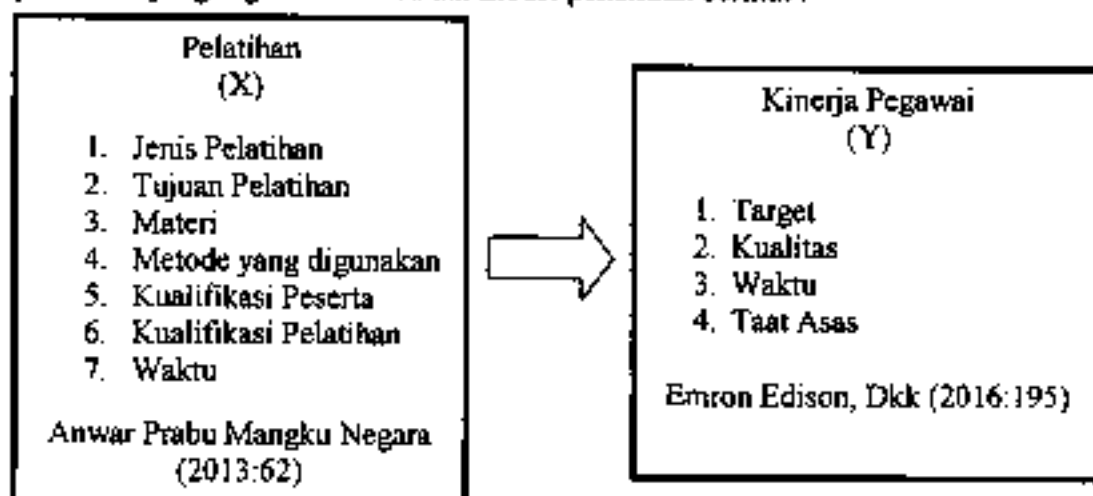 Pelatihan
(X)
1. Jenis Pelatihan
2. Tujuan Pelatihan
3. Materi
4. Metode yang digunakan
5. Kualifikasi Peserta
6. Kualifikasi Pelatihan
7. Waktu
Anwar Prabu Mangku Negara
(2013:62)
Kinerja Pegawai
(Y)
1. Target
2. Kualitas
3. Waktu
4. Taat Asas
Emron Edison, Dkk (2016:195)